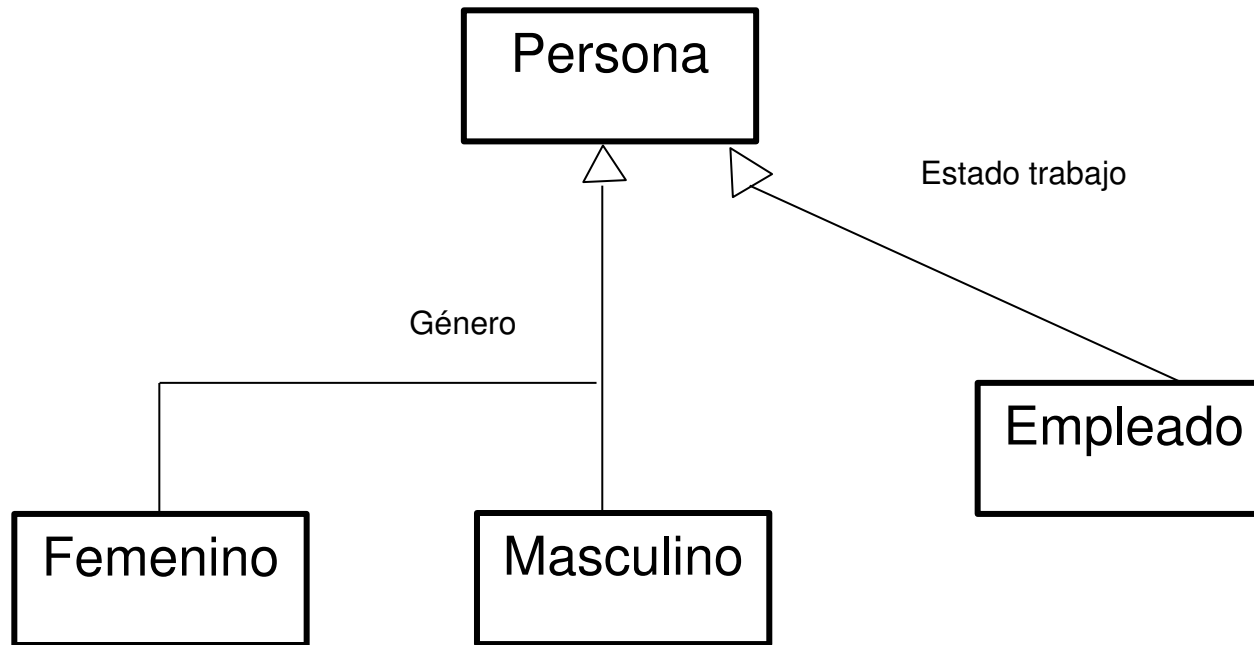 Persona
Estado trabajo
Género
Empleado
Femenino
Masculino